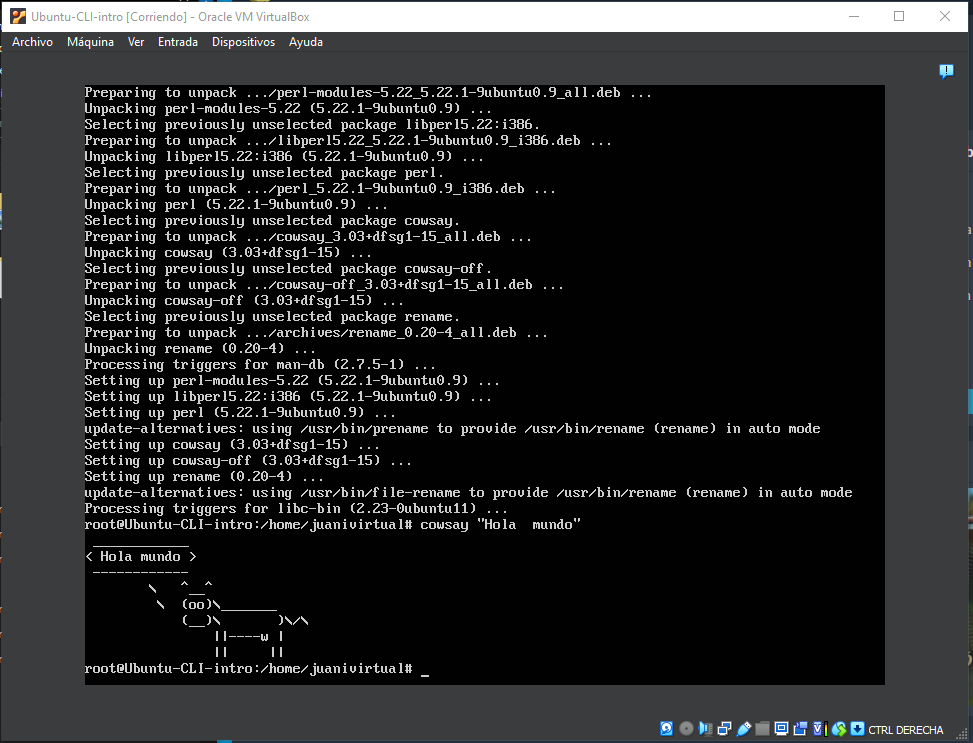 Ubuntu-CLI-intro [Corriendo] - Oracle VM VirtualBox
Archivo Máquina Ver Entrada Dispositivos Ayuda
Preparing to unpack .../perl-modules-5.22_5.22.1-9ubuntu0.9_all.deb ...
Unpacking perl-modules-5.22 (5.22.1-9ubuntu0.9) ...
Selecting previously unselected package libperl5.22:i386.
Preparing to unpack .../libperl5.22_5.22.1-9ubuntu0.9_i386.deb ...
Unpacking libperl5.22:i386 (5.22.1-9ubuntu0.9) ...
Selecting previously unselected package perl.
Preparing to unpack .../perl_5.22.1-9ubuntu0.9_i386.deb ...
Unpacking perl (5.22.1-9ubuntu0.9) ...
Selecting previously unselected package cowsay.
Preparing to unpack .../cowsay_3.03+dfsg1-15_all.deb ...
Unpacking cowsay (3.03+dfsg1-15) ...
Selecting previously unselected package cowsay-off.
Preparing to unpack .../cowsay-off_3.03+dfsg1-15_all.deb ...
Unpacking cowsay-off (3.03+dfsg1-15) ...
Selecting previously unselected package rename.
Preparing to unpack .../archives/rename_0.20-4_all.deb ...
Unpacking rename (0.20-4) ...
Processing triggers for man-db (2.7.5-1) ...
Setting up perl-modules-5.22 (5.22.1-9ubuntu0.9) ...
Setting up libperl5.22:i386 (5.22.1-9ubuntu0.9) ...
Setting up perl (5.22.1-9ubuntu0.9) ...
update-alternatives: using /usr/bin/prename to provide /usr/bin/rename (rename) in auto mode
Setting up cowsay (3.03+dfsg1-15) ...
Setting up cowsay-off (3.03+dfsg1-15) ...
Setting up rename (0.20-4) ...
update-alternatives: using /usr/bin/file-rename to provide /usr/bin/rename (rename) in auto mode
Processing triggers for libc-bin (2.23-0ubuntu11) ...
root@Ubuntu-CLI-intro:/home/juanivirtual# cowsay "Hola  mundo"
 ____________
< Hola mundo >
 ------------
        \   ^__^
         \  (oo)\_______
            (__)\       )\/\
                ||----w |
                ||     ||
root@Ubuntu-CLI-intro:/home/juanivirtual# _
CTRL DERECHA